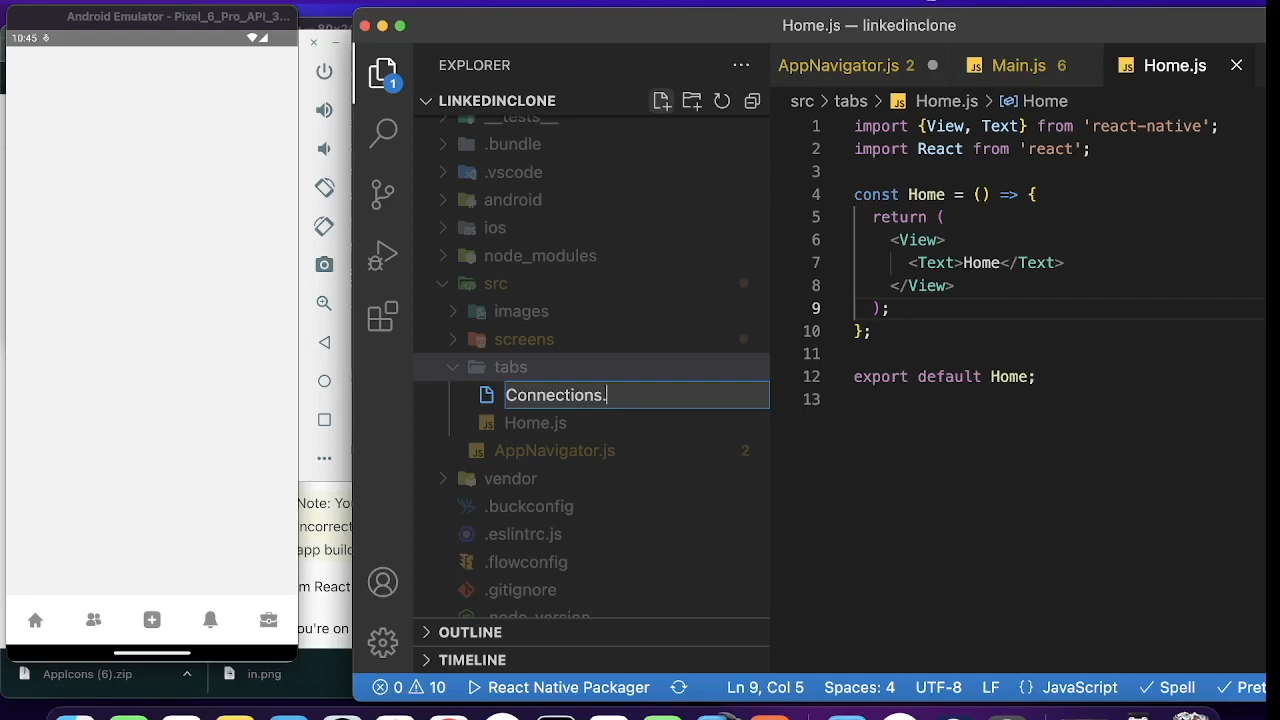 Android Emulator - Pixel_6_Pro_API_3...
10:45
Note: You
incorrect
app build
m React
ou're on
AppIcons (6).zip
in.png
Home.js — linkedinclone
1
EXPLORER
LINKEDINCLONE
__tests__
.bundle
.vscode
android
ios
node_modules
src
images
screens
tabs
Connections.
Home.js
AppNavigator.js 2
vendor
.buckconfig
.eslintrc.js
.flowconfig
.gitignore
.node_version
OUTLINE
TIMELINE
AppNavigator.js 2
Main.js 6
Home.js
src > tabs > Home.js > Home
1 import {View, Text} from 'react-native';
2 import React from 'react';
3
4 const Home = () => {
5 return (
6 <View>
7 <Text>Home</Text>
8 </View>
9 );
10 };
11
12 export default Home;
13
0 10 React Native Packager Ln 9, Col 5 Spaces: 4 UTF-8 LF {} JavaScript Spell Pret